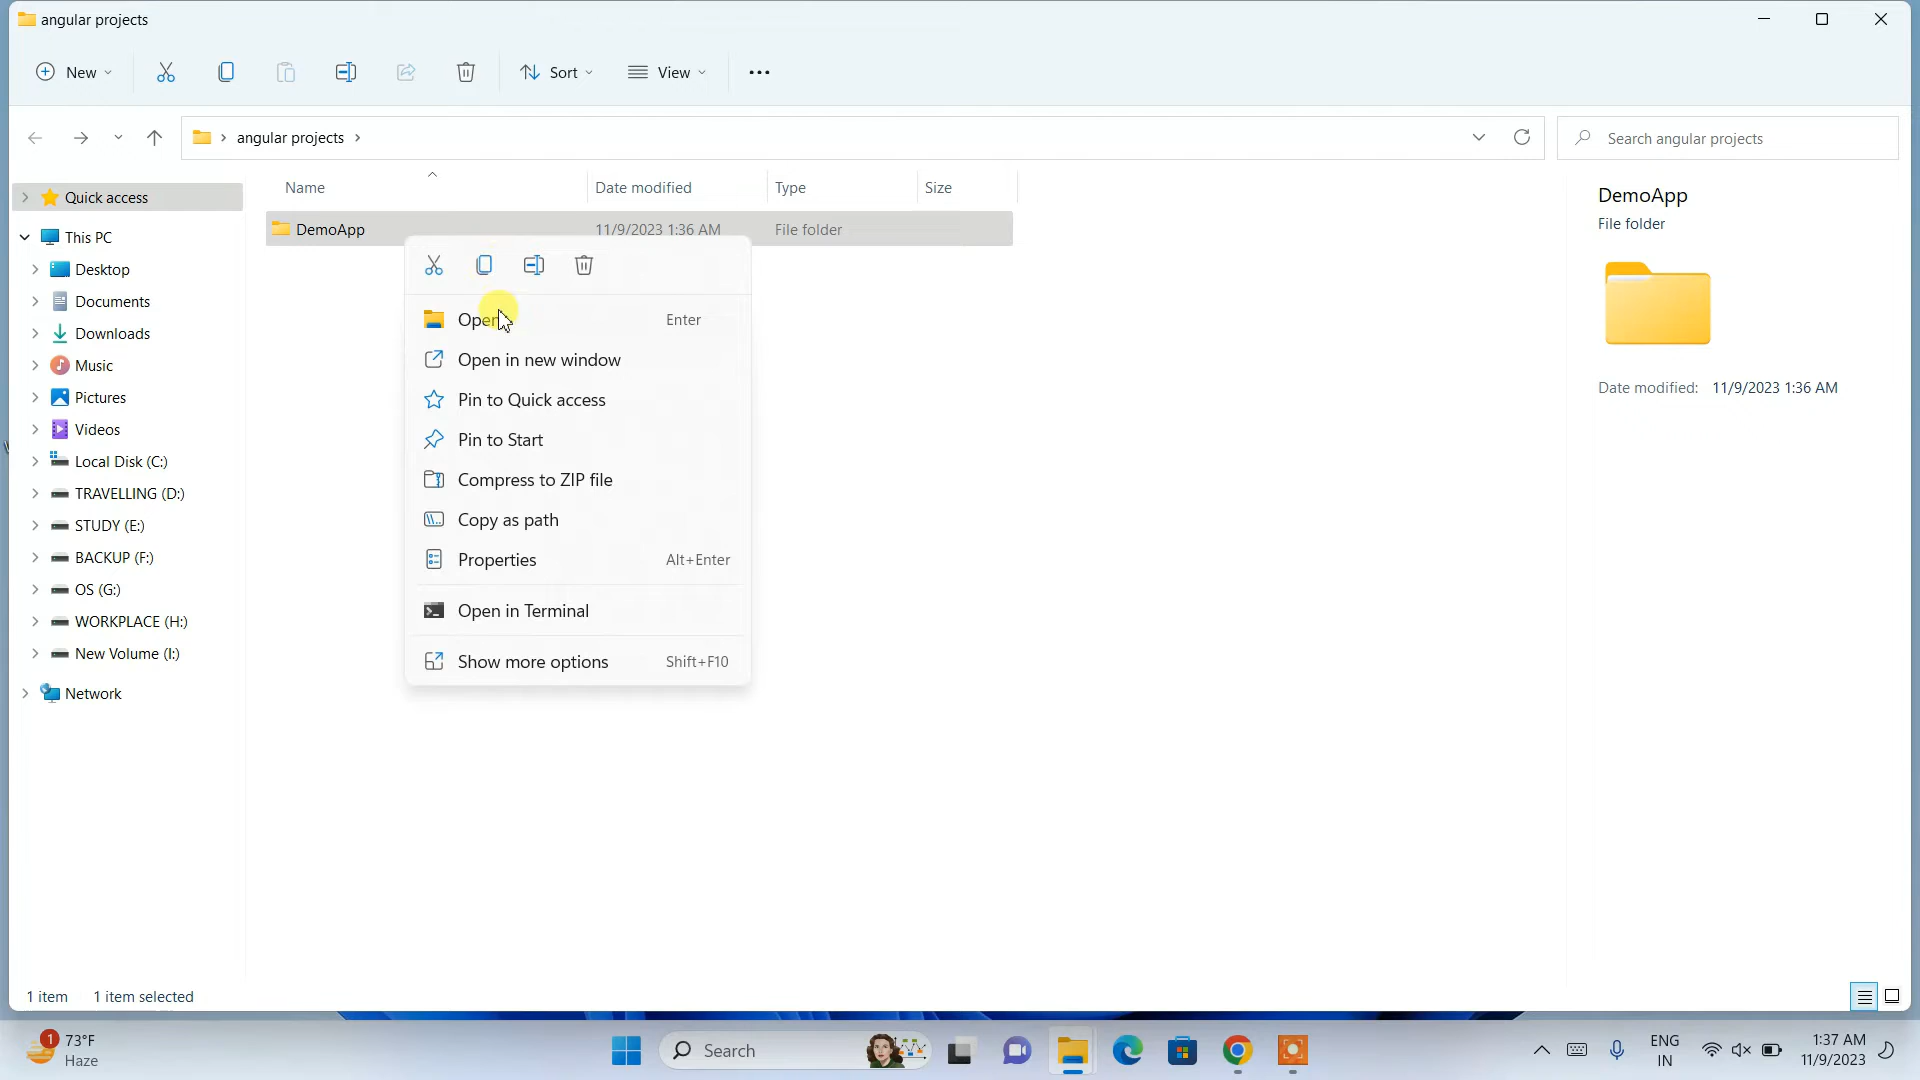 angular projects
New
Sort
View
angular projects
Search angular projects
Name
Date modified
Type
Size
Quick access
This PC
Desktop
Documents
Downloads
Music
Pictures
Videos
Local Disk (C:)
TRAVELLING (D:)
STUDY (E:)
BACKUP (F:)
OS (G:)
WORKPLACE (H:)
New Volume (I:)
Network
DemoApp 11/9/2023 1:36 AM File folder
Open Enter
Open in new window
Pin to Quick access
Pin to Start
Compress to ZIP file
Copy as path
Properties Alt+Enter
Open in Terminal
Show more options Shift+F10
DemoApp
File folder
Date modified: 11/9/2023 1:36 AM
1 item 1 item selected
1
73°F
Haze
Search
ENG
IN
1:37 AM
11/9/2023